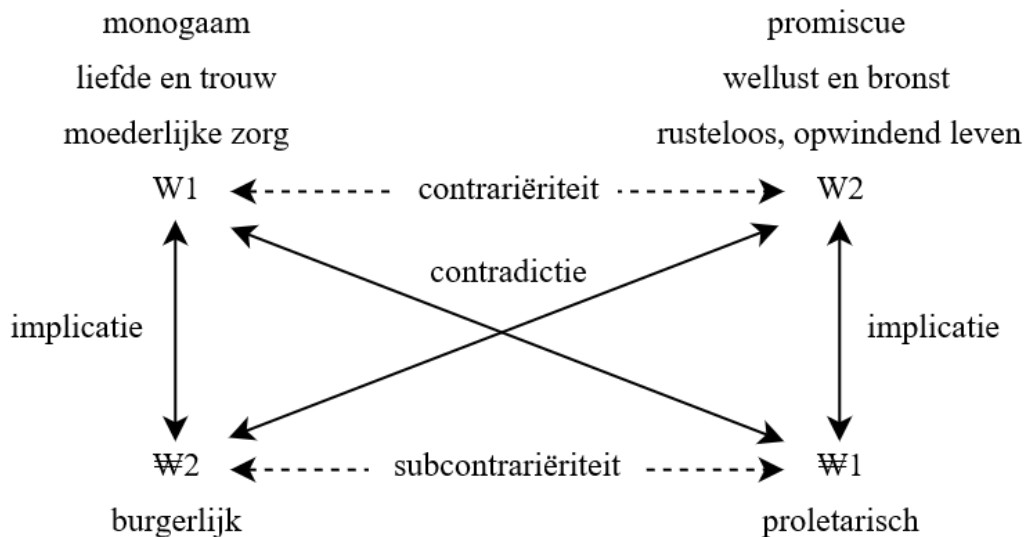 monogaam promiscue
liefde en trouw wellust en bronst
moederlijke zorg rusteloos, opwindend leven
W1 contrariëriteit W2
contradictie
implicatie implicatie
₩2 subcontrariëriteit ₩1
burgerlijk proletarisch